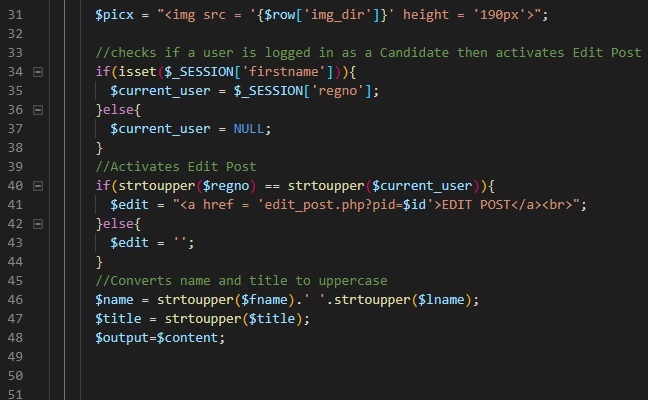 31 $picx = "<img src = '{$row['img_dir']}' height = '190px'>";
32
33 //checks if a user is logged in as a Candidate then activates Edit Post
34 if(isset($_SESSION['firstname'])){
35 $current_user = $_SESSION['regno'];
36 }else{
37 $current_user = NULL;
38 }
39 //Activates Edit Post
40 if(strtoupper($regno) == strtoupper($current_user)){
41 $edit = "<a href = 'edit_post.php?pid=$id'>EDIT POST</a><br>";
42 }else{
43 $edit = '';
44 }
45 //Converts name and title to uppercase
46 $name = strtoupper($fname).' '.strtoupper($lname);
47 $title = strtoupper($title);
48 $output=$content;
49
50
51